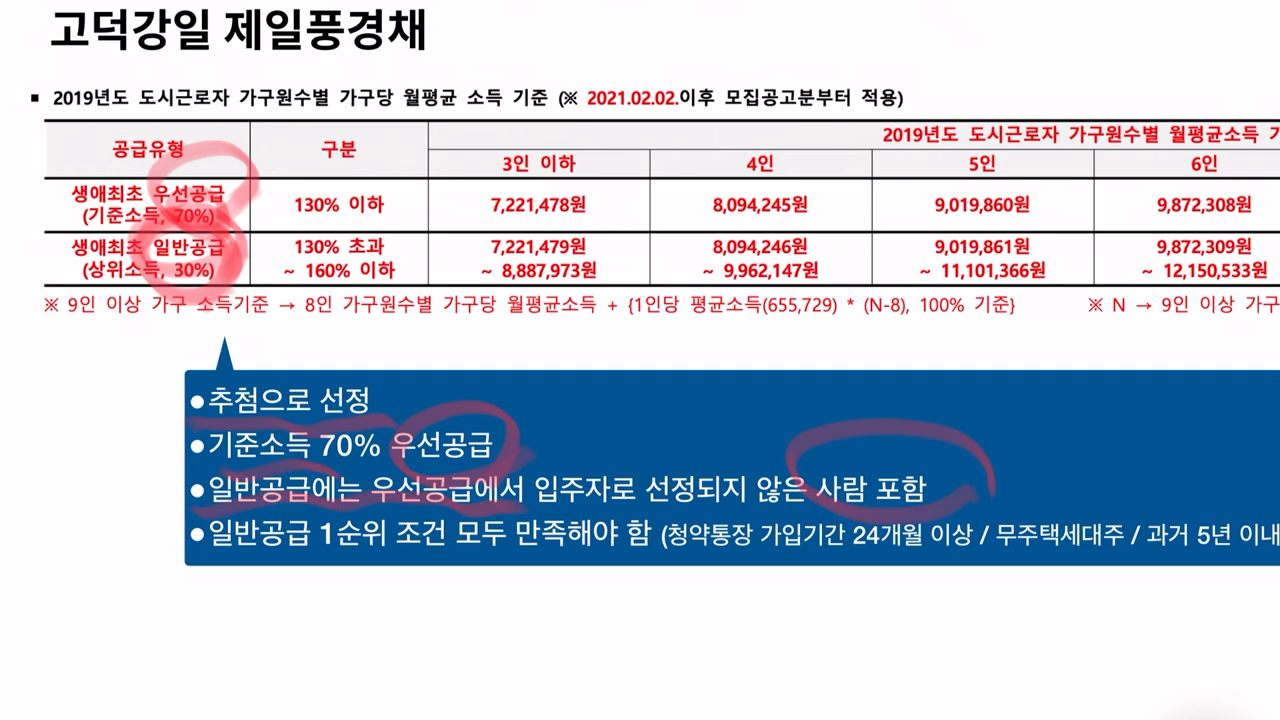 고덕강일 제일풍경채
▪ 2019년도 도시근로자 가구원수별 가구당 월평균 소득 기준 (※ 2021.02.02.이후 모집공고분부터 적용)
공급유형 구분 2019년도 도시근로자 가구원수별 월평균소득
3인 이하 4인 5인 6인
생애최초 우선공급
(기준소득, 70%) 130% 이하 7,221,478원 8,094,245원 9,019,860원 9,872,308원
생애최초 일반공급 130% 초과 7,221,479원 8,094,246원 9,019,861원 9,872,309원
(상위소득, 30%) ~ 160% 이하 ~ 8,887,973원 ~ 9,962,147원 ~ 11,101,366원 ~ 12,150,533원
※ 9인 이상 가구 소득기준 → 8인 가구원수별 가구당 월평균소득 + {1인당 평균소득(655,729) * (N-8), 100% 기준} ※ N → 9인 이상 가구
●추첨으로 선정
●기준소득 70% 우선공급
●일반공급에는 우선공급에서 입주자로 선정되지 않은 사람 포함
●일반공급 1순위 조건 모두 만족해야 함 (청약통장 가입기간 24개월 이상 / 무주택세대주 / 과거 5년 이내